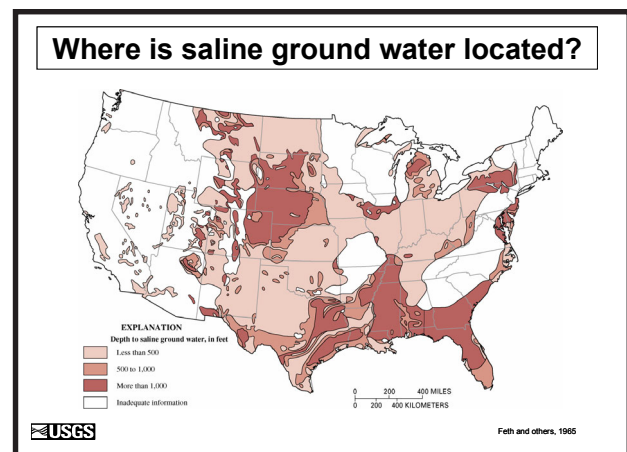 Where is saline ground water located?
EXPLANATION
Depth to saline ground water, in feet
Less than 500
500 to 1,000
More than 1,000
Inadequate information
0 200 400 MILES
0 200 400 KILOMETERS
USGS
Feth and others, 1965